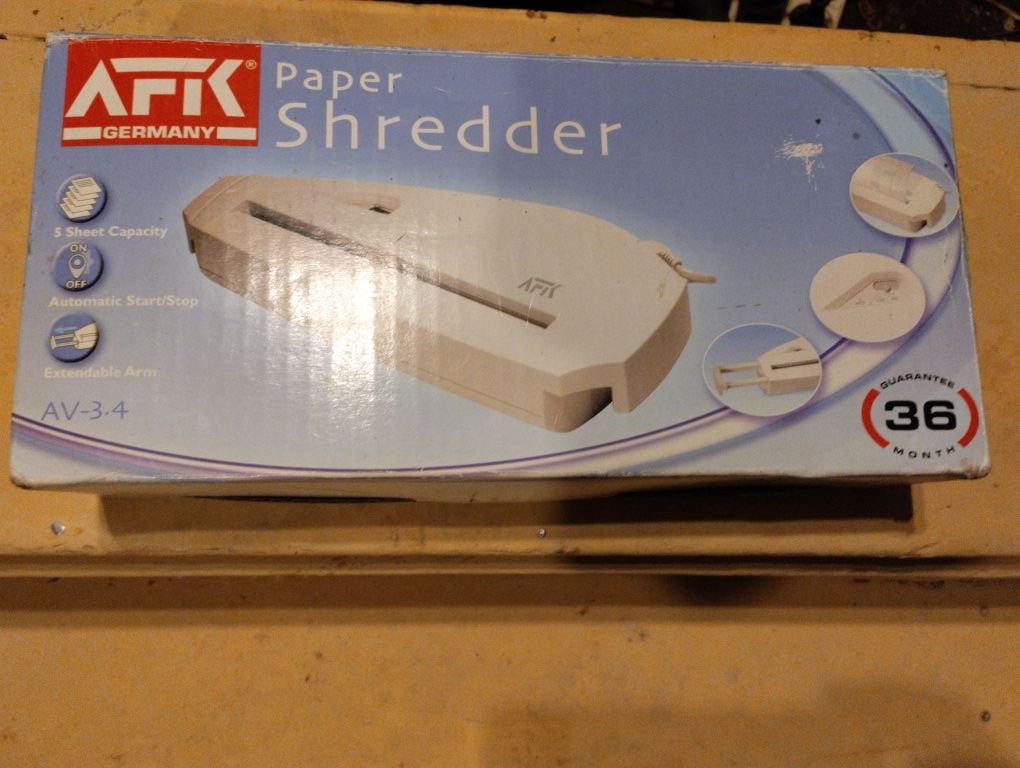 AFK®
GERMANY
Paper
Shredder
5 Sheet Capacity
ON
OFF
Automatic Start/Stop
Extendable Arm
AV-3.4
AFK
GUARANTEE
36
MONTH